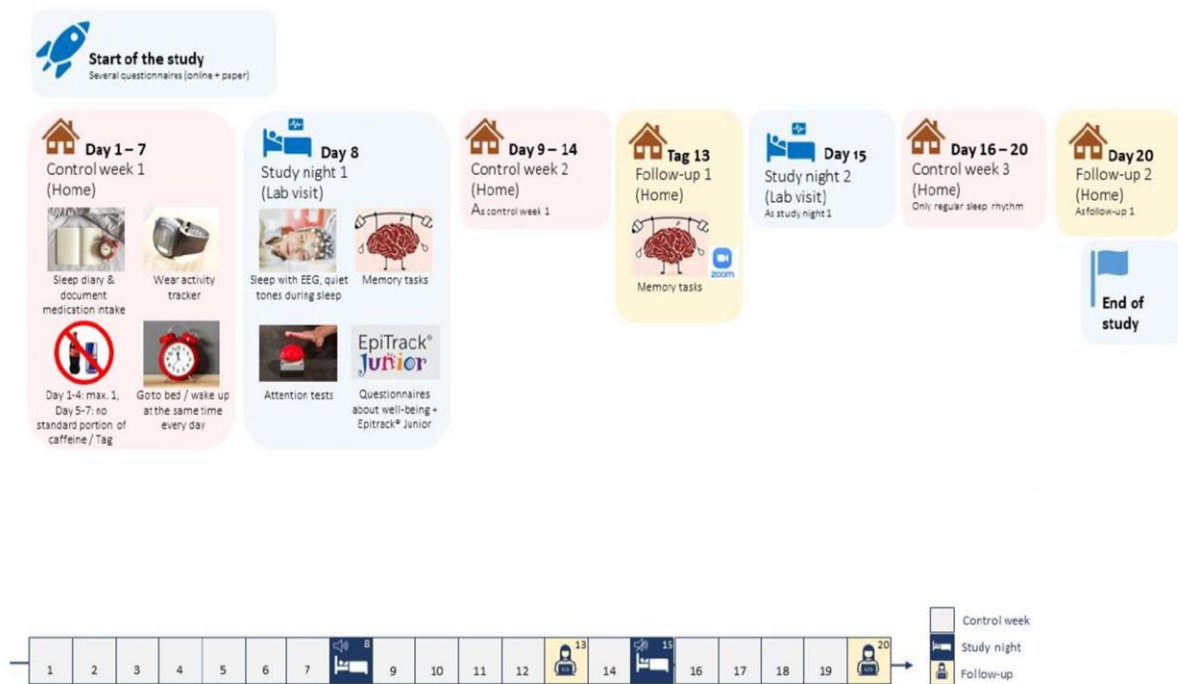 Start of the study
Several questionnaires (online + paper)
Day 1 – 7
Control week 1
(Home)
Sleep diary &
document
medication intake
Wear activity
tracker
Day 1-4: max. 1,
Day 5-7: no
standard portion of
caffeine / Tag
Go to bed / wake up
at the same time
every day
Day 8
Study night 1
(Lab visit)
Sleep with EEG, quiet
tones during sleep
Memory tasks
Attention tests
EpiTrack®
Junior
Questionnaires
about well-being +
Epitrack® Junior
Day 9 – 14
Control week 2
(Home)
As control week 1
Tag 13
Follow-up 1
(Home)
zoom
Memory tasks
Day 15
Study night 2
(Lab visit)
As study night 1
Day 16 – 20
Control week 3
(Home)
Only regular sleep rhythm
Day 20
Follow-up 2
(Home)
As follow-up 1
End of
study
1 2 3 4 5 6 7 8 9 10 11 12 13 14 15 16 17 18 19 20
Control week
Study night
Follow-up